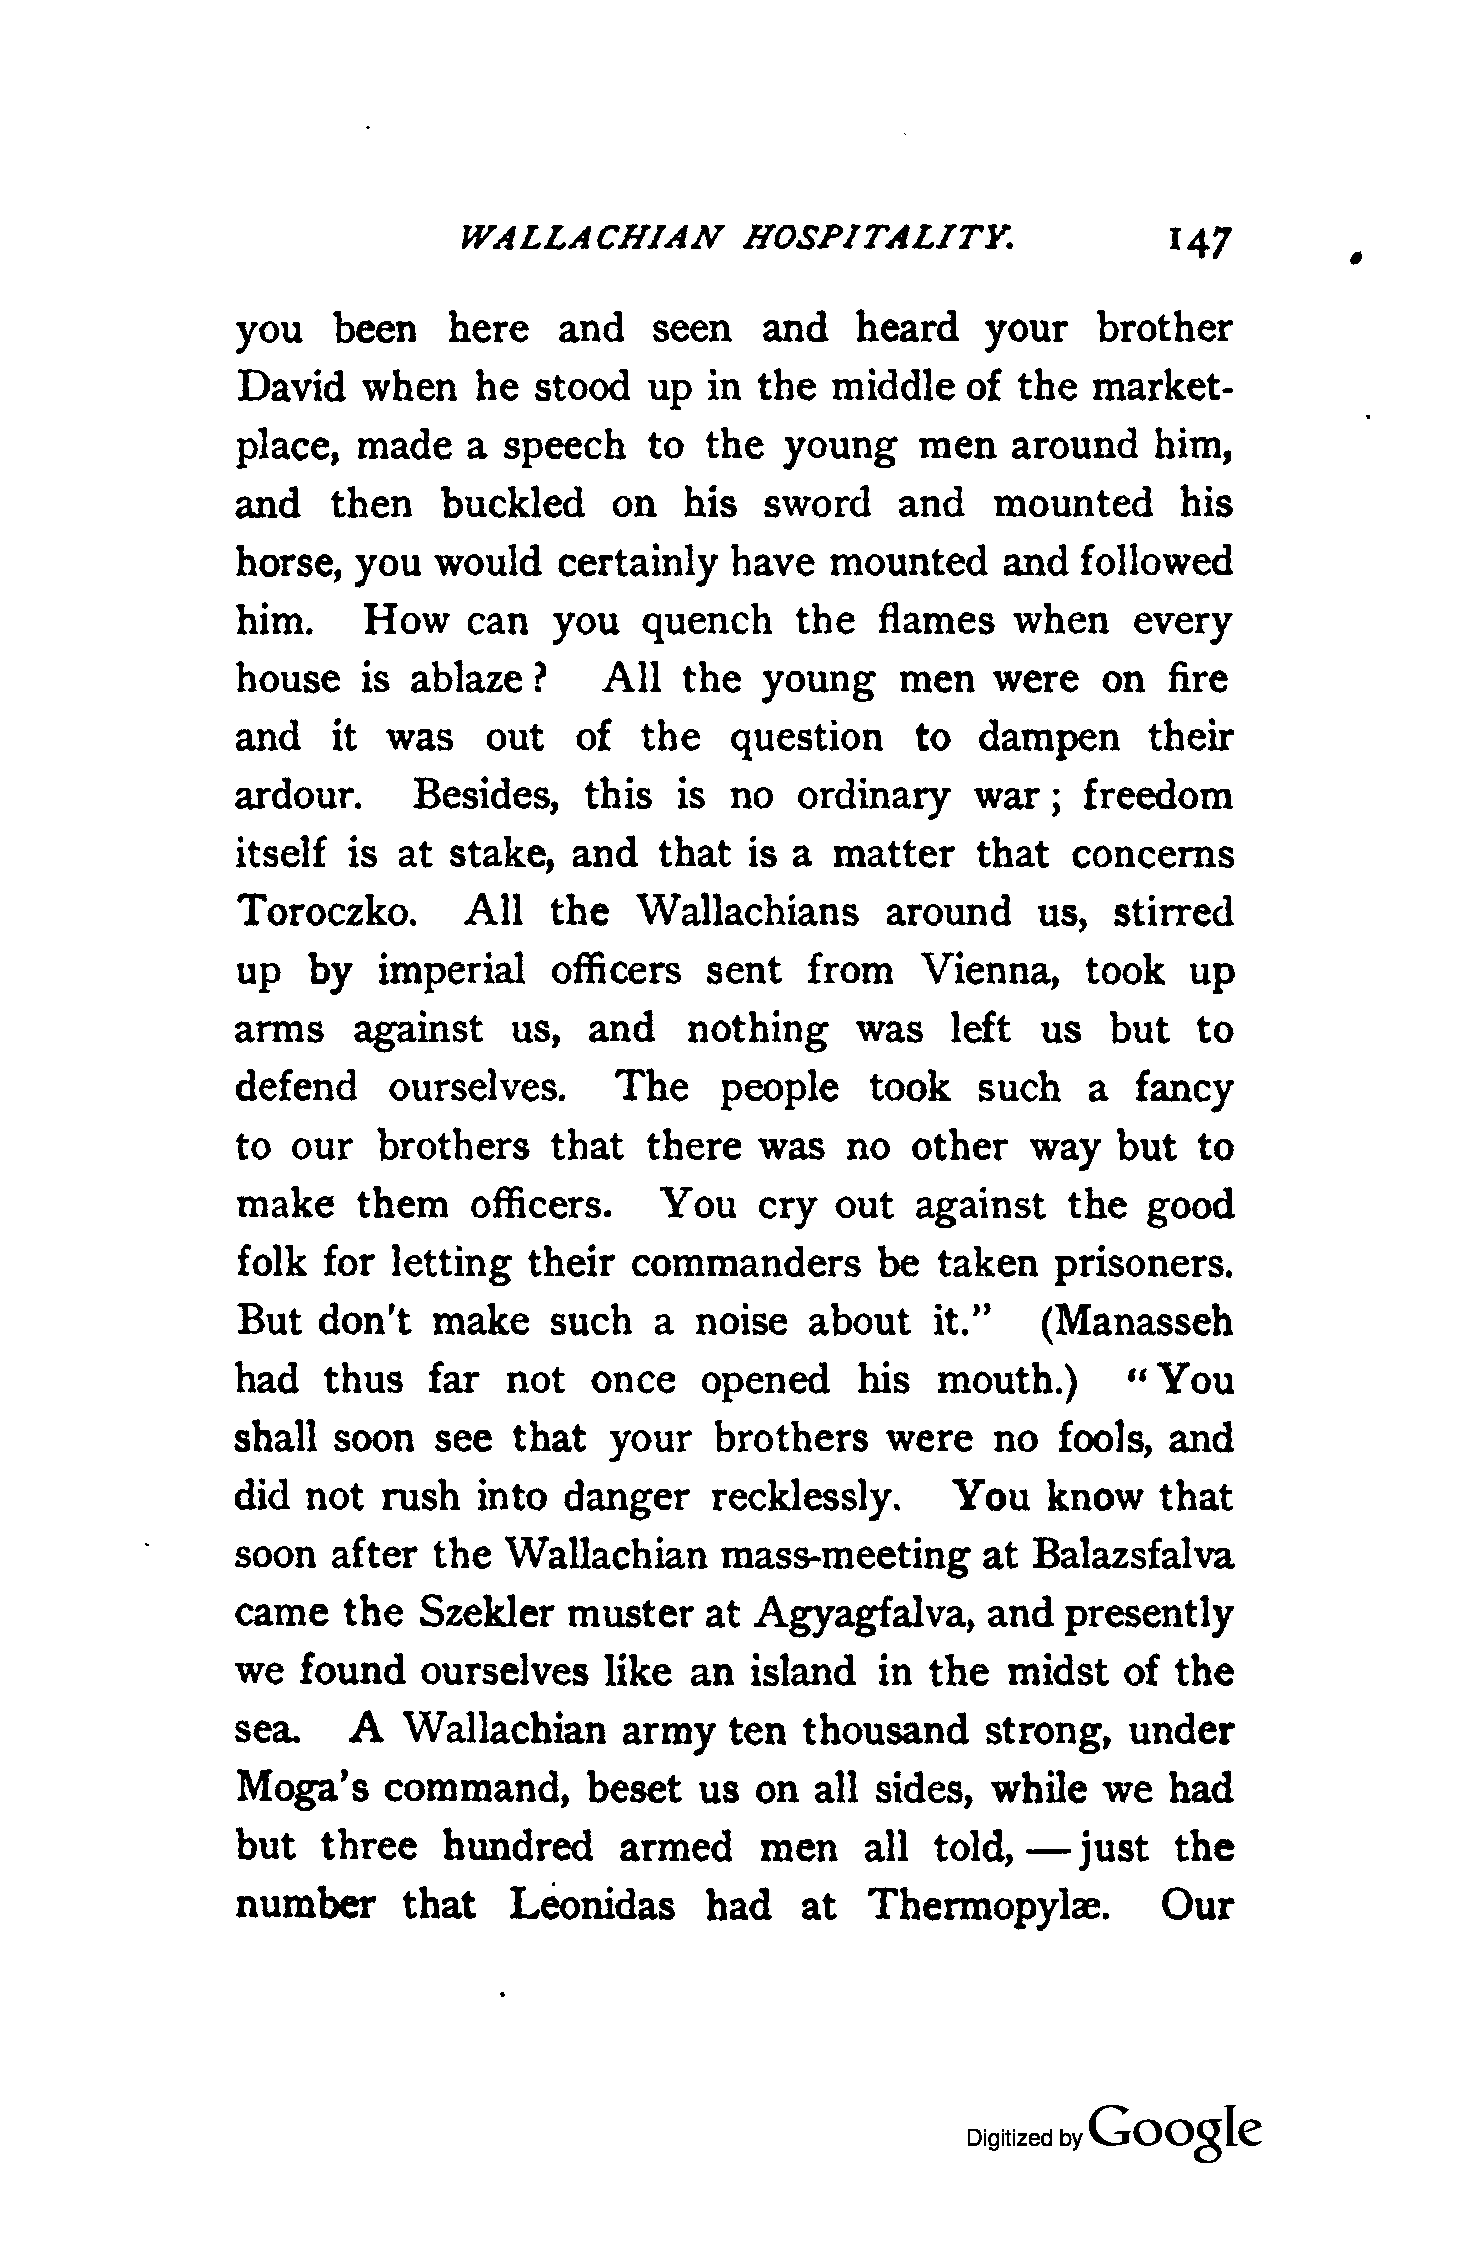 WALLACHIAN HOSPITALITY. 147
you been here and seen and heard your brother
David when he stood up in the middle of the market-
place, made a speech to the young men around him,
and then buckled on his sword and mounted his
horse, you would certainly have mounted and followed
him. How can you quench the flames when every
house is ablaze? All the young men were on fire
and it was out of the question to dampen their
ardour. Besides, this is no ordinary war; freedom
itself is at stake, and that is a matter that concerns
Toroczko. All the Wallachians around us, stirred
up by imperial officers sent from Vienna, took up
arms against us, and nothing was left us but to
defend ourselves. The people took such a fancy
to our brothers that there was no other way but to
make them officers. You cry out against the good
folk for letting their commanders be taken prisoners.
But don't make such a noise about it." (Manasseh
had thus far not once opened his mouth.) "You
shall soon see that your brothers were no fools, and
did not rush into danger recklessly. You know that
soon after the Wallachian mass-meeting at Balazsfalva
came the Szekler muster at Agyagfalva, and presently
we found ourselves like an island in the midst of the
sea. A Wallachian army ten thousand strong, under
Moga's command, beset us on all sides, while we had
but three hundred armed men all told, — just the
number that Leonidas had at Thermopylæ. Our
Digitized by Google